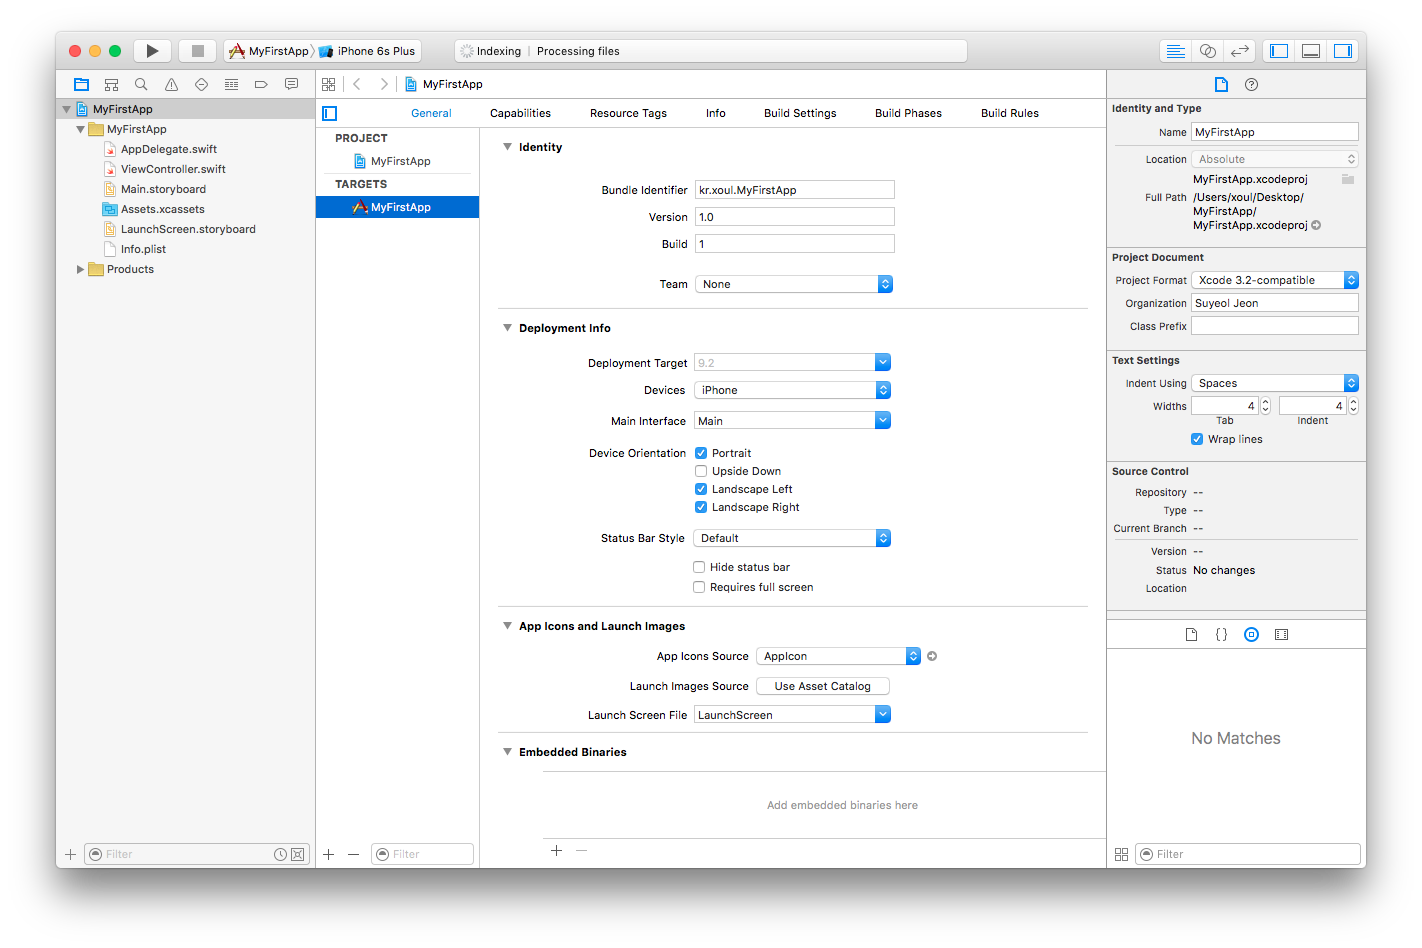 MyFirstApp
iPhone 6s Plus
Indexing
Processing files
MyFirstApp
MyFirstApp
AppDelegate.swift
ViewController.swift
Main.storyboard
Assets.xcassets
LaunchScreen.storyboard
Info.plist
Products
Filter
MyFirstApp
General
Capabilities
Resource Tags
Info
Build Settings
Build Phases
Build Rules
PROJECT
MyFirstApp
TARGETS
MyFirstApp
Filter
Identity
Bundle Identifier kr.xoul.MyFirstApp
Version 1.0
Build 1
Team None
Deployment Info
Deployment Target 9.2
Devices iPhone
Main Interface Main
Device Orientation Portrait
Upside Down
Landscape Left
Landscape Right
Status Bar Style Default
Hide status bar
Requires full screen
App Icons and Launch Images
App Icons Source AppIcon
Launch Images Source Use Asset Catalog
Launch Screen File LaunchScreen
Embedded Binaries
Add embedded binaries here
Identity and Type
Name MyFirstApp
Location Absolute
MyFirstApp.xcodeproj
Full Path /Users/xoul/Desktop/
MyFirstApp/
MyFirstApp.xcodeproj
Project Document
Project Format Xcode 3.2-compatible
Organization Suyeol Jeon
Class Prefix
Text Settings
Indent Using Spaces
Widths 4 4
Tab Indent
Wrap lines
Source Control
Repository --
Type --
Current Branch --
Version --
Status No changes
Location
No Matches
Filter